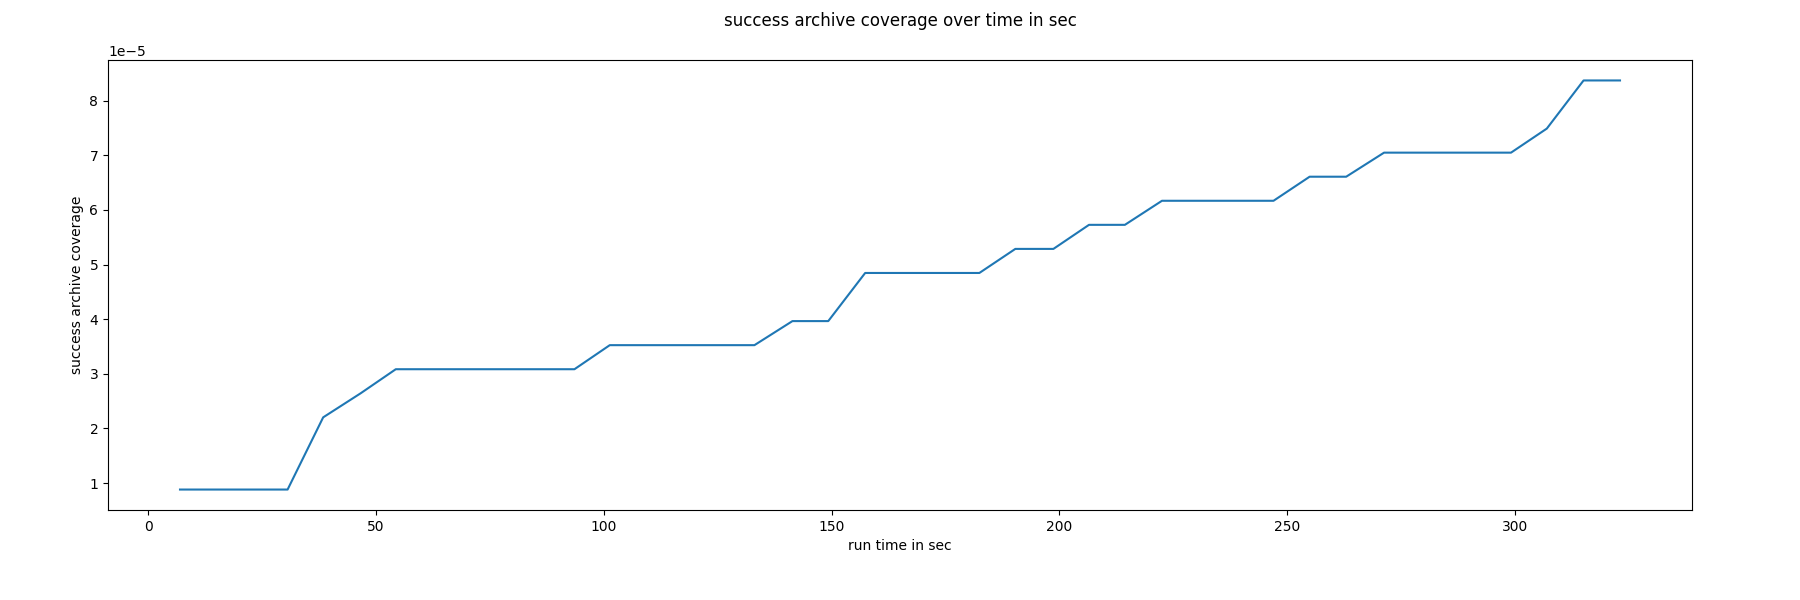 success archive coverage over time in sec
1e−5
8
7
6
5
4
3
2
1
success archive coverage
0 50 100 150 200 250 300
run time in sec